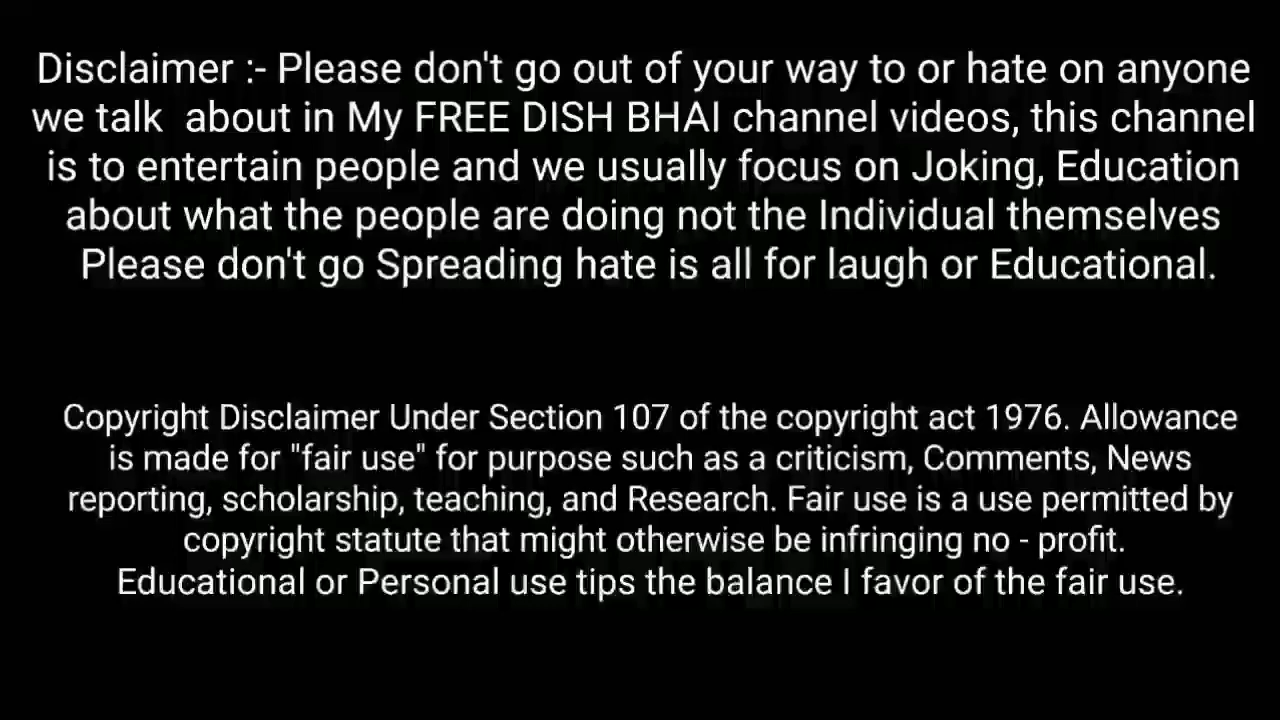 Disclaimer :- Please don't go out of your way to or hate on anyone
we talk  about in My FREE DISH BHAI channel videos, this channel
is to entertain people and we usually focus on Joking, Education
about what the people are doing not the Individual themselves
Please don't go Spreading hate is all for laugh or Educational.
Copyright Disclaimer Under Section 107 of the copyright act 1976. Allowance
is made for "fair use" for purpose such as a criticism, Comments, News
reporting, scholarship, teaching, and Research. Fair use is a use permitted by
copyright statute that might otherwise be infringing no - profit.
Educational or Personal use tips the balance I favor of the fair use.